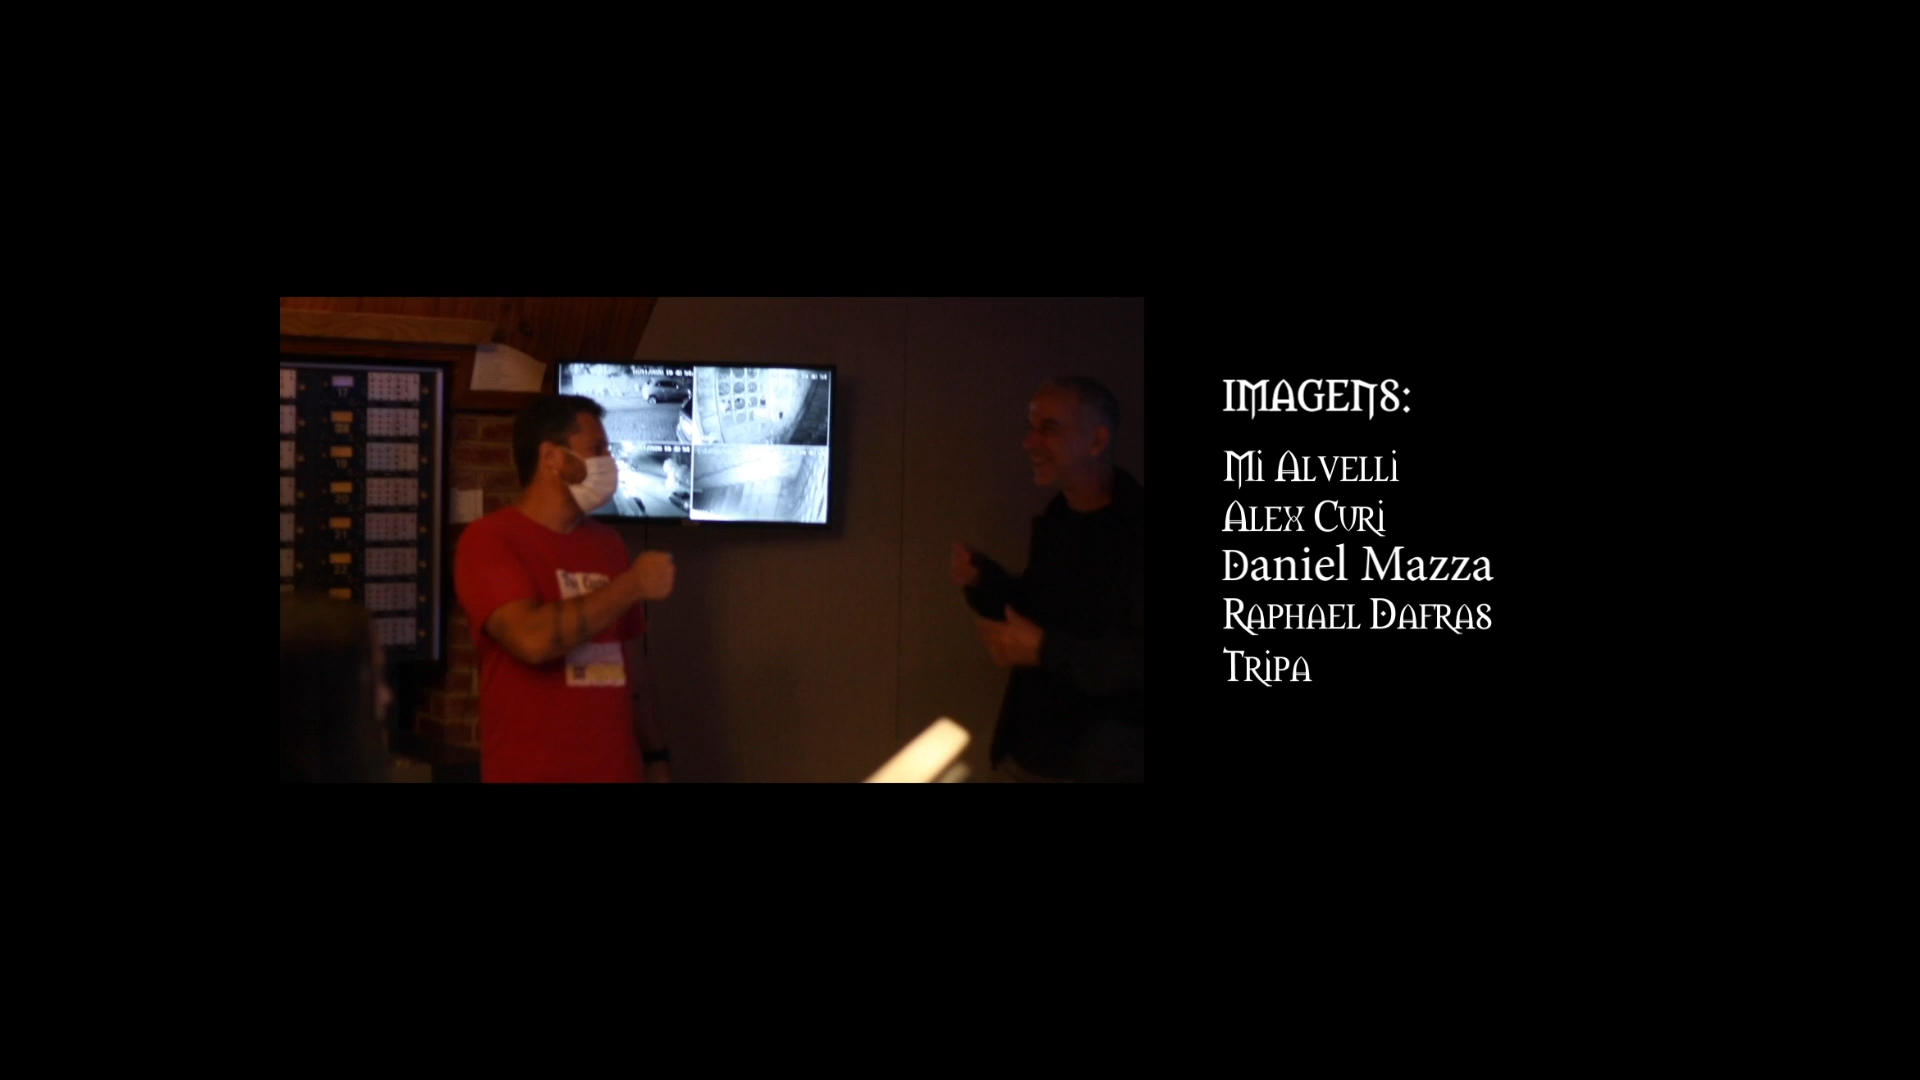 IMAGENS:
Mi Alvelli
Alex Curi
Daniel Mazza
Raphael Dafras
Tripa